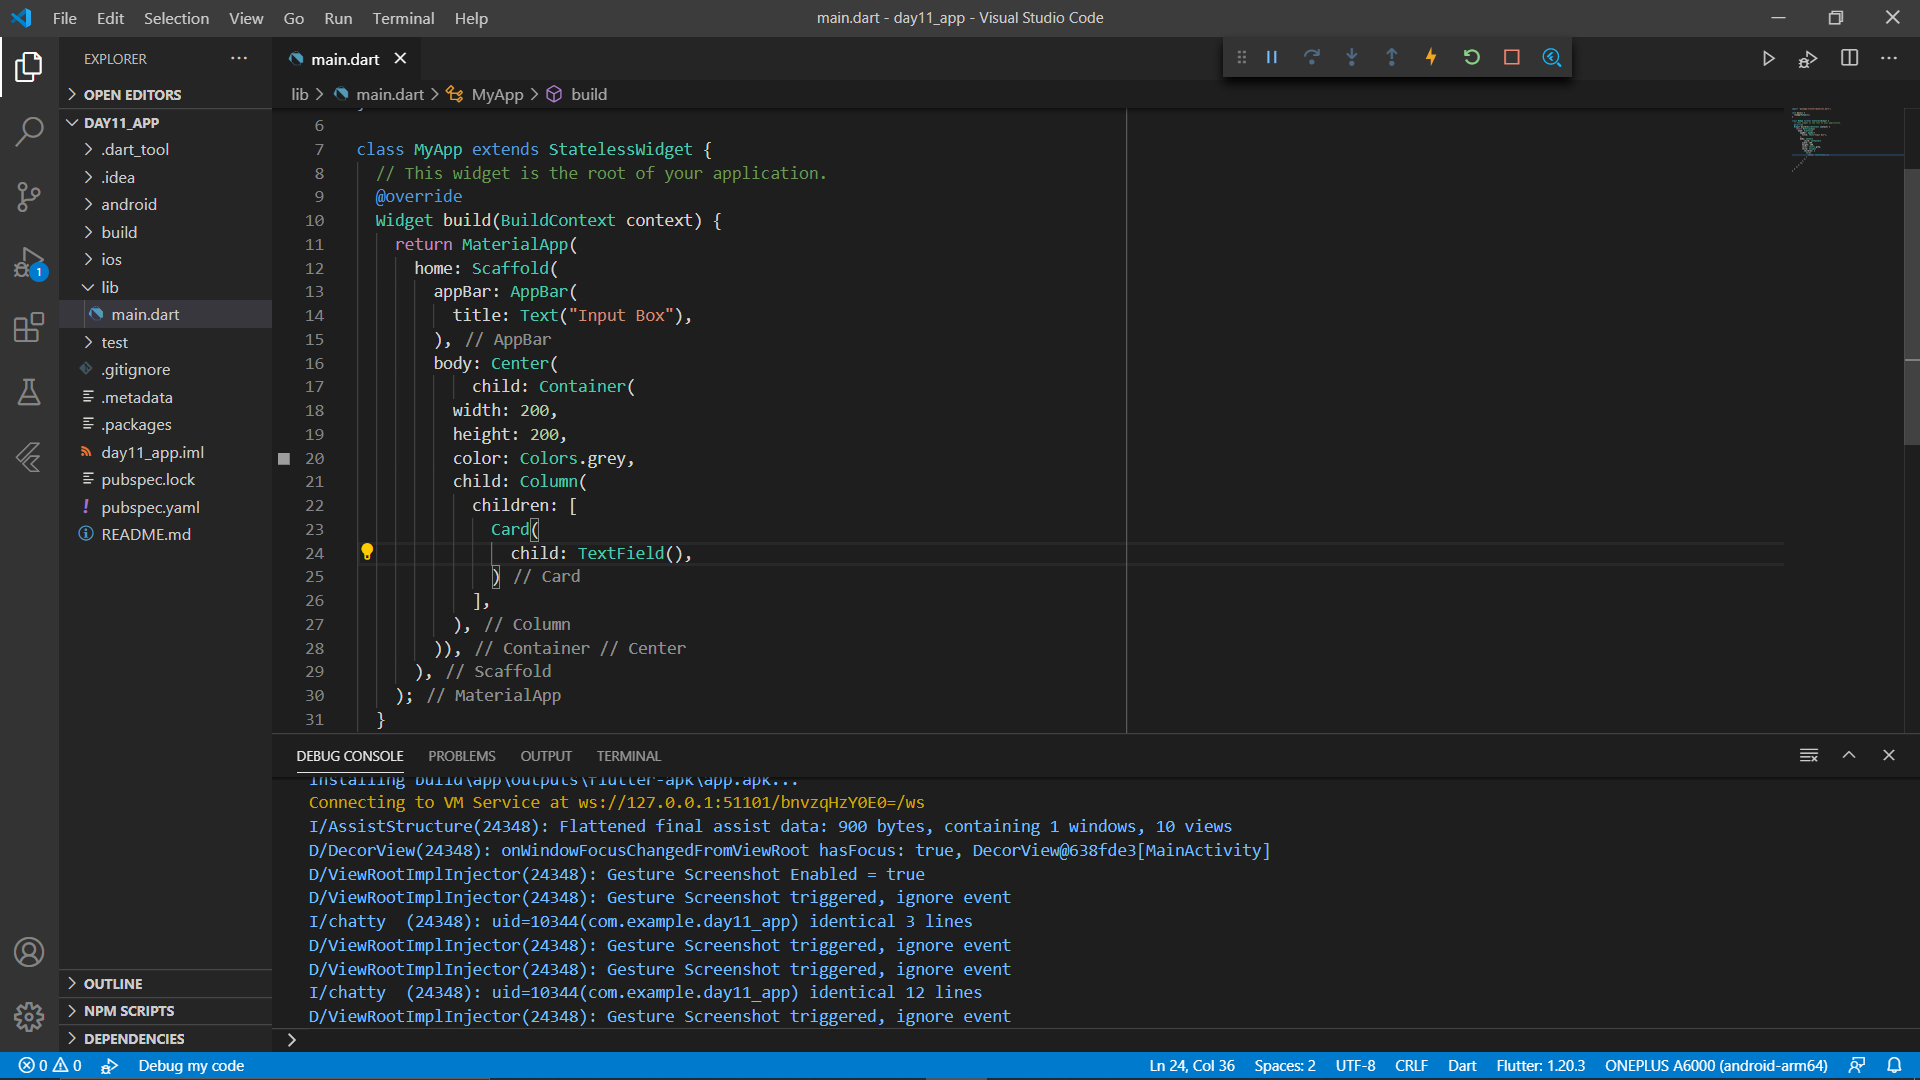 File Edit Selection View Go Run Terminal Help
main.dart - day11_app - Visual Studio Code
EXPLORER
OPEN EDITORS
DAY11_APP
.dart_tool
.idea
android
build
ios
lib
main.dart
test
.gitignore
.metadata
.packages
day11_app.iml
pubspec.lock
pubspec.yaml
README.md
OUTLINE
NPM SCRIPTS
DEPENDENCIES
1
main.dart
lib > main.dart > MyApp > build
6
7 class MyApp extends StatelessWidget {
8 // This widget is the root of your application.
9 @override
10 Widget build(BuildContext context) {
11 return MaterialApp(
12 home: Scaffold(
13 appBar: AppBar(
14 title: Text("Input Box"),
15 ), // AppBar
16 body: Center(
17 child: Container(
18 width: 200,
19 height: 200,
20 color: Colors.grey,
21 child: Column(
22 children: [
23 Card(
24 child: TextField(),
25 ) // Card
26 ],
27 ), // Column
28 )), // Container // Center
29 ), // Scaffold
30 ); // MaterialApp
31 }
DEBUG CONSOLE PROBLEMS OUTPUT TERMINAL
Installing build\app\outputs\flutter-apk\app.apk...
Connecting to VM Service at ws://127.0.0.1:51101/bnvzqHzY0E0=/ws
I/AssistStructure(24348): Flattened final assist data: 900 bytes, containing 1 windows, 10 views
D/DecorView(24348): onWindowFocusChangedFromViewRoot hasFocus: true, DecorView@638fde3[MainActivity]
D/ViewRootImplInjector(24348): Gesture Screenshot Enabled = true
D/ViewRootImplInjector(24348): Gesture Screenshot triggered, ignore event
I/chatty  (24348): uid=10344(com.example.day11_app) identical 3 lines
D/ViewRootImplInjector(24348): Gesture Screenshot triggered, ignore event
D/ViewRootImplInjector(24348): Gesture Screenshot triggered, ignore event
I/chatty  (24348): uid=10344(com.example.day11_app) identical 12 lines
D/ViewRootImplInjector(24348): Gesture Screenshot triggered, ignore event
0 0 Debug my code Ln 24, Col 36 Spaces: 2 UTF-8 CRLF Dart Flutter: 1.20.3 ONEPLUS A6000 (android-arm64)